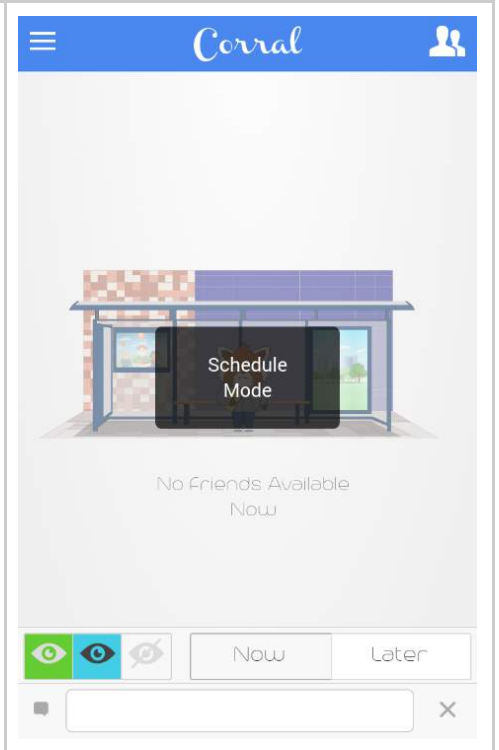 Corral
Schedule
Mode
No Friends Available
Now
Now
Later